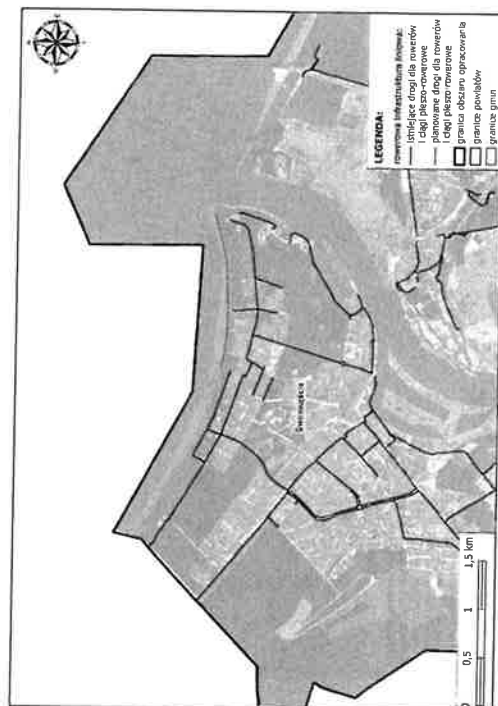 LEGENDA:
rowerowa infrastruktura liniowa:
istniejące drogi dla rowerów
i ciągi pieszo-rowerowe
planowane drogi dla rowerów
i ciągi pieszo-rowerowe
granica obszaru opracowania
granice powiatów
granice gmin
Świnoujście
0
0,5
1
1,5 km